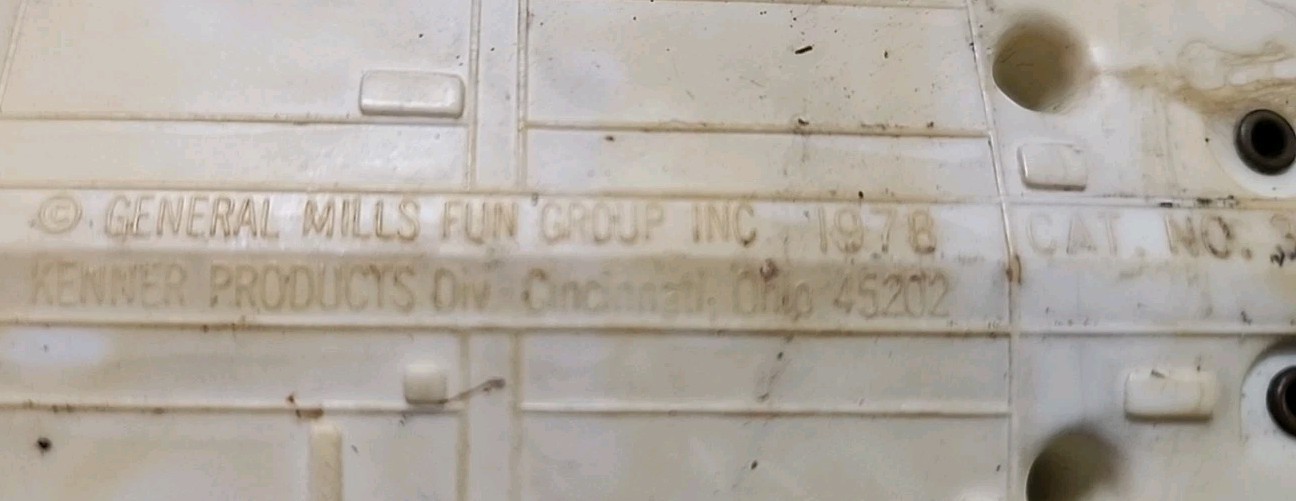 © GENERAL MILLS FUN GROUP INC 1978 CAT. NO.
KENNER PRODUCTS Div Cincinnati, Ohio 45202